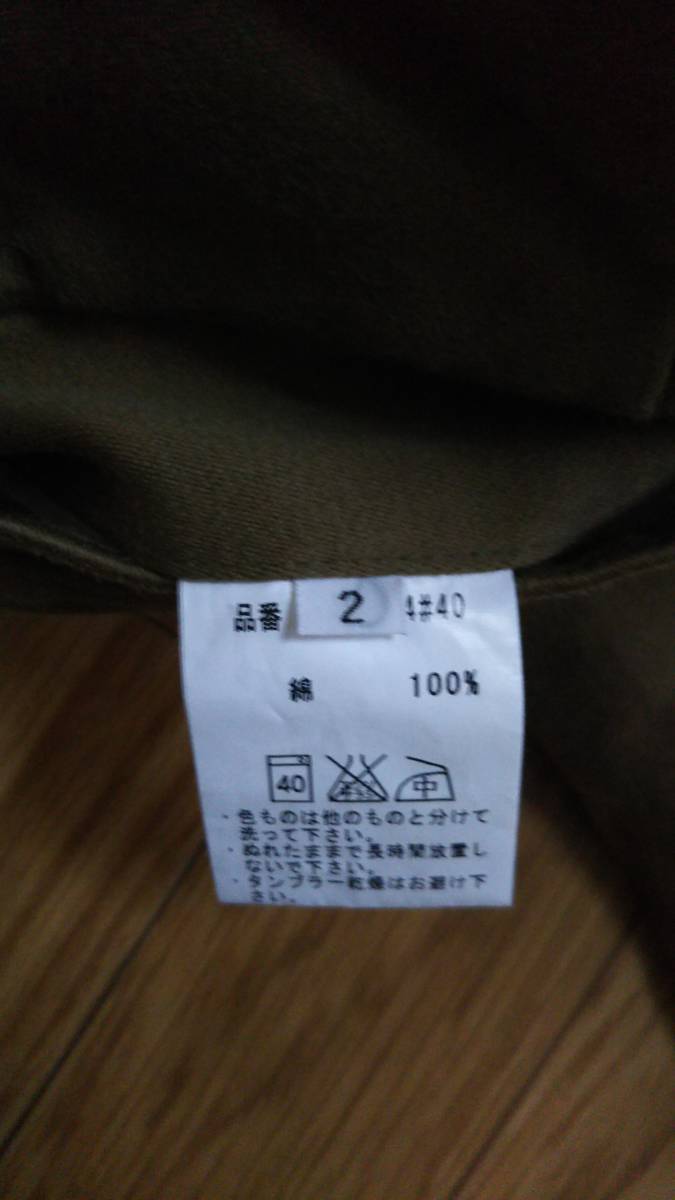 品番 2 4#40
綿 100%
40 中
・色ものは他のものと分けて
洗って下さい。
・ぬれたままで長時間放置し
ないで下さい。
・タンブラー乾燥はお避け下
さい。